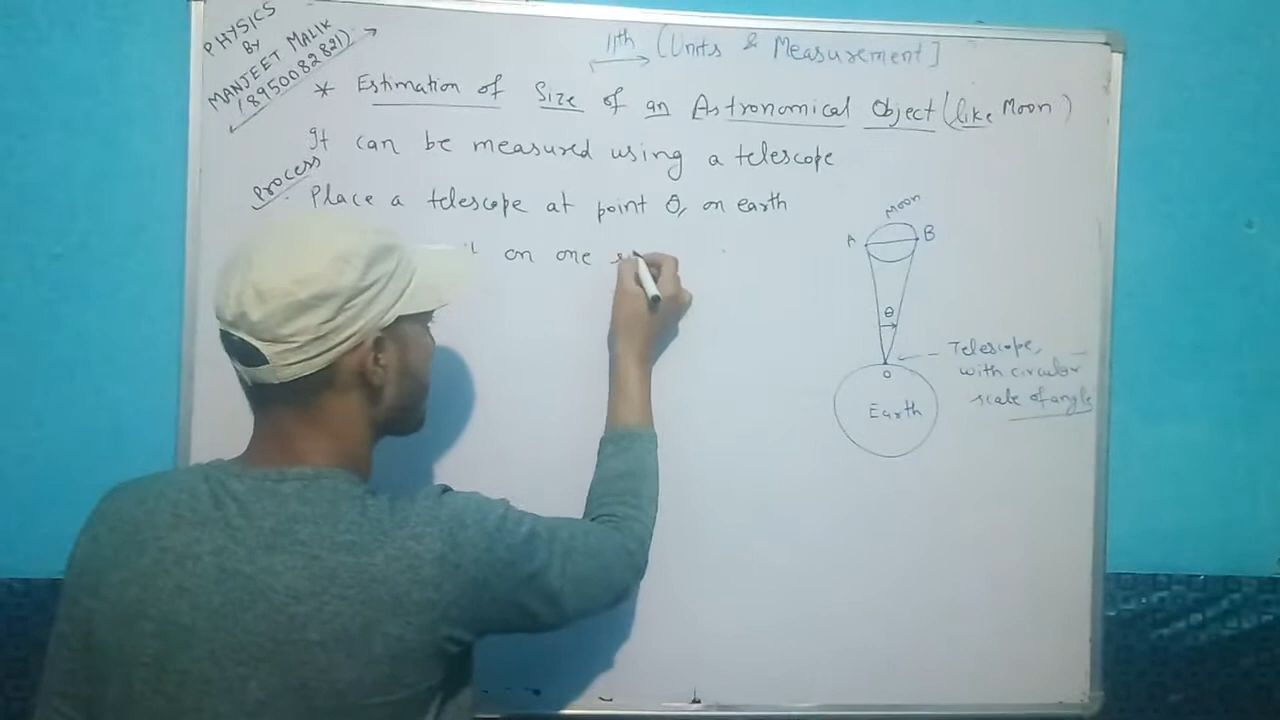 PHYSICS
By
MANJEET MALIK
(8950082821)
11th (Units & Measurement]
* Estimation of Size of an Astronomical Object (like Moon)
It can be measured using a telescope
Process
Place a telescope at point O, on earth
on one
Moon
A B
θ
Telescope,
with circular
scale of angle
O
Earth